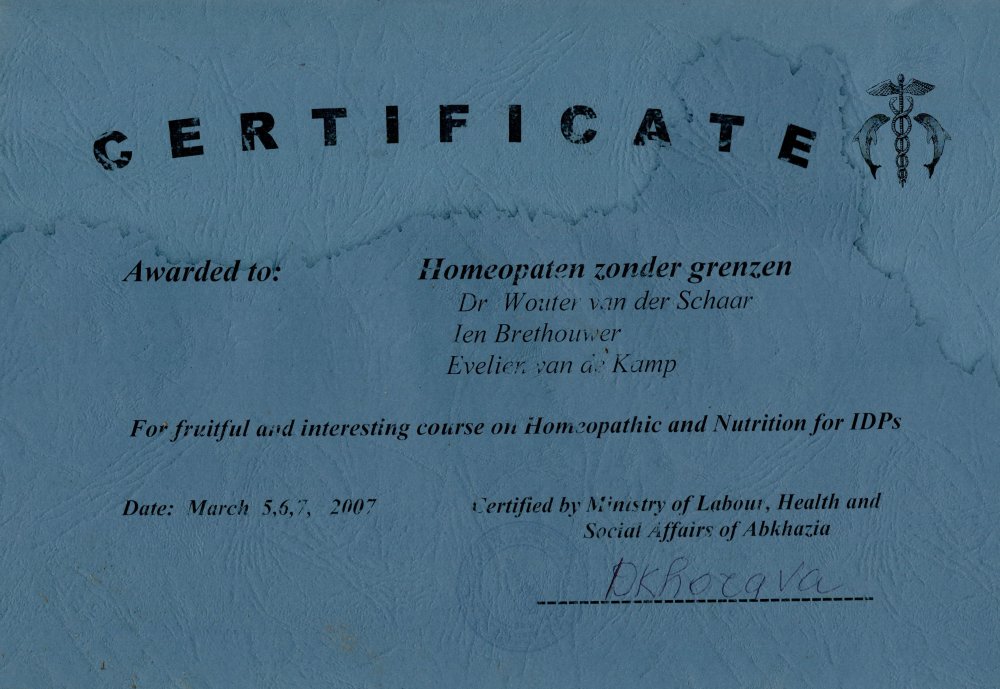 CERTIFICATE
Awarded to: Homeopaten zonder grenzen
Dr Wouter van der Schaar
Ien Brethouwer
Evelien van de Kamp
For fruitful and interesting course on Homeopathic and Nutrition for IDPs
Date: March 5,6,7, 2007 Certified by Ministry of Labour, Health and
Social Affairs of Abkhazia
DKhorava